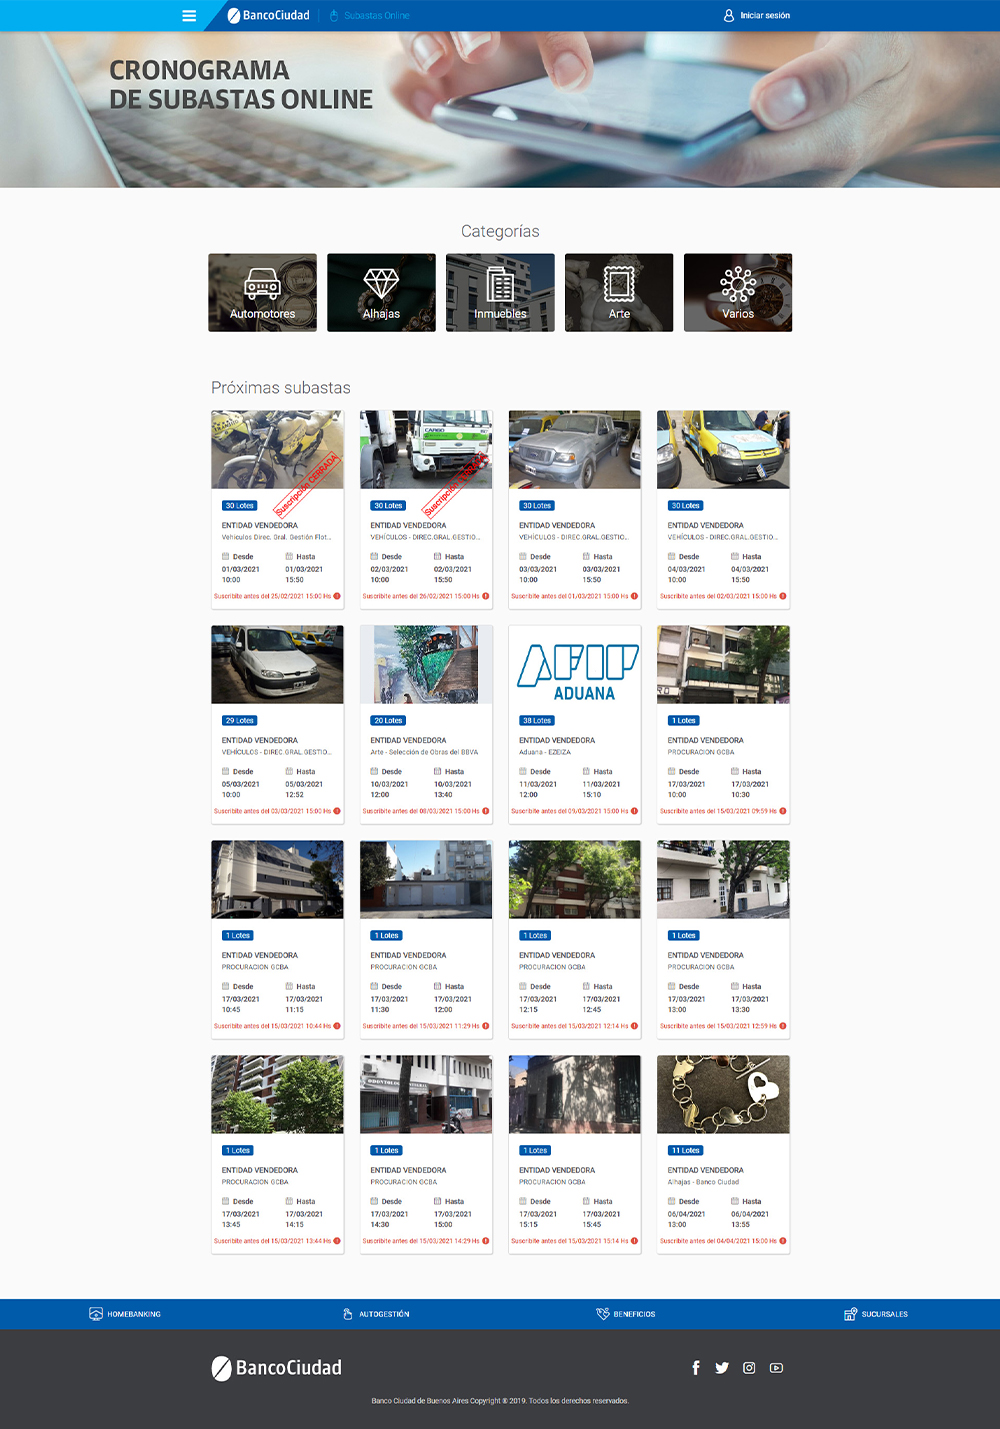 BancoCiudad
Subastas Online
Iniciar sesión
CRONOGRAMA
DE SUBASTAS ONLINE
Categorías
Automotores
Alhajas
Inmuebles
Arte
Varios
Próximas subastas
Suscripción CERRADA
30 Lotes
ENTIDAD VENDEDORA
Vehículos Direc. Gral. Gestión Flot...
Desde Hasta
01/03/2021 01/03/2021
10:00 15:50
Suscribite antes del 25/02/2021 15:00 Hs
Suscripción CERRADA
30 Lotes
ENTIDAD VENDEDORA
VEHÍCULOS - DIREC.GRAL.GESTIO...
Desde Hasta
02/03/2021 02/03/2021
10:00 15:50
Suscribite antes del 26/02/2021 15:00 Hs
30 Lotes
ENTIDAD VENDEDORA
VEHÍCULOS - DIREC.GRAL.GESTIO...
Desde Hasta
03/03/2021 03/03/2021
10:00 15:50
Suscribite antes del 01/03/2021 15:00 Hs
30 Lotes
ENTIDAD VENDEDORA
VEHÍCULOS - DIREC.GRAL.GESTIO...
Desde Hasta
04/03/2021 04/03/2021
10:00 15:50
Suscribite antes del 02/03/2021 15:00 Hs
29 Lotes
ENTIDAD VENDEDORA
VEHÍCULOS - DIREC.GRAL.GESTIO...
Desde Hasta
05/03/2021 05/03/2021
10:00 12:52
Suscribite antes del 03/03/2021 15:00 Hs
20 Lotes
ENTIDAD VENDEDORA
Arte - Selección de Obras del BBVA
Desde Hasta
10/03/2021 10/03/2021
12:00 13:40
Suscribite antes del 08/03/2021 15:00 Hs
AFIP
ADUANA
38 Lotes
ENTIDAD VENDEDORA
Aduana - EZEIZA
Desde Hasta
11/03/2021 11/03/2021
12:00 15:10
Suscribite antes del 09/03/2021 15:00 Hs
1 Lotes
ENTIDAD VENDEDORA
PROCURACION GCBA
Desde Hasta
17/03/2021 17/03/2021
10:00 10:30
Suscribite antes del 15/03/2021 09:59 Hs
1 Lotes
ENTIDAD VENDEDORA
PROCURACION GCBA
Desde Hasta
17/03/2021 17/03/2021
10:45 11:15
Suscribite antes del 15/03/2021 10:44 Hs
1 Lotes
ENTIDAD VENDEDORA
PROCURACION GCBA
Desde Hasta
17/03/2021 17/03/2021
11:30 12:00
Suscribite antes del 15/03/2021 11:29 Hs
1 Lotes
ENTIDAD VENDEDORA
PROCURACION GCBA
Desde Hasta
17/03/2021 17/03/2021
12:15 12:45
Suscribite antes del 15/03/2021 12:14 Hs
1 Lotes
ENTIDAD VENDEDORA
PROCURACION GCBA
Desde Hasta
17/03/2021 17/03/2021
13:00 13:30
Suscribite antes del 15/03/2021 12:59 Hs
1 Lotes
ENTIDAD VENDEDORA
PROCURACION GCBA
Desde Hasta
17/03/2021 17/03/2021
13:45 14:15
Suscribite antes del 15/03/2021 13:44 Hs
1 Lotes
ENTIDAD VENDEDORA
PROCURACION GCBA
Desde Hasta
17/03/2021 17/03/2021
14:30 15:00
Suscribite antes del 15/03/2021 14:29 Hs
1 Lotes
ENTIDAD VENDEDORA
PROCURACION GCBA
Desde Hasta
17/03/2021 17/03/2021
15:15 15:45
Suscribite antes del 15/03/2021 15:14 Hs
11 Lotes
ENTIDAD VENDEDORA
Alhajas - Banco Ciudad
Desde Hasta
06/04/2021 06/04/2021
13:00 13:55
Suscribite antes del 04/04/2021 15:00 Hs
HOMEBANKING
AUTOGESTIÓN
BENEFICIOS
SUCURSALES
BancoCiudad
Banco Ciudad de Buenos Aires Copyright ® 2019. Todos los derechos reservados.